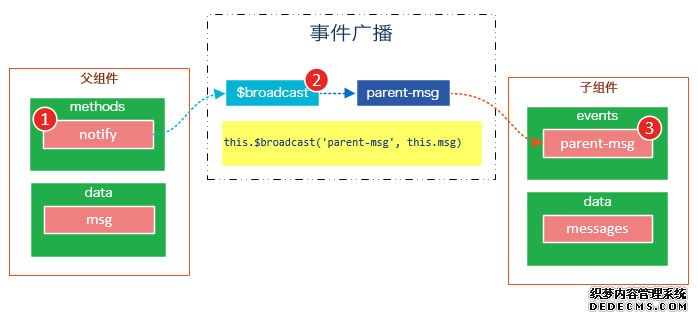 事件广播
父组件
methods
1
notify
data
msg
$broadcast
2
parent-msg
this.$broadcast('parent-msg', this.msg)
子组件
events
parent-msg
3
data
messages
织梦内容管理系统
DEDECMS.COM